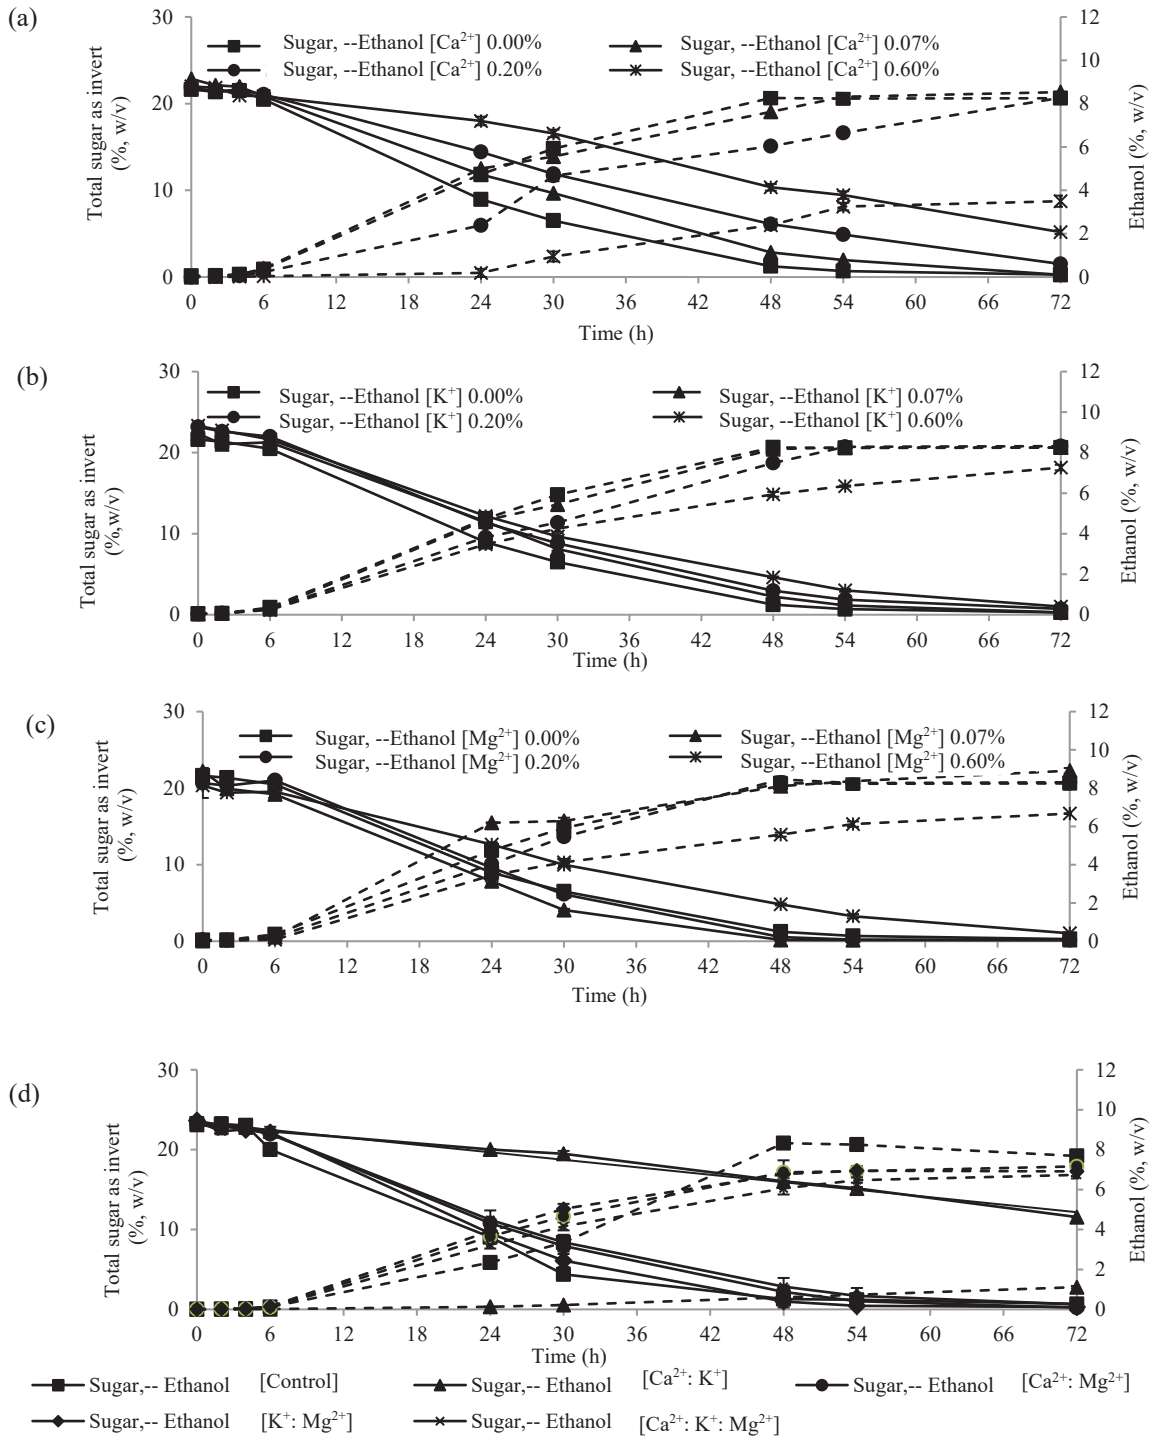 (a)
30
20
10
0
Total sugar as invert
(%, w/v)
Sugar, --Ethanol [Ca²⁺] 0.00%
Sugar, --Ethanol [Ca²⁺] 0.07%
Sugar, --Ethanol [Ca²⁺] 0.20%
Sugar, --Ethanol [Ca²⁺] 0.60%
12
10
8
6
4
2
0
Ethanol (%, w/v)
0 6 12 18 24 30 36 42 48 54 60 66 72
Time (h)
(b)
30
20
10
0
Total sugar as invert
(%,w/v)
Sugar, --Ethanol [K⁺] 0.00%
Sugar, --Ethanol [K⁺] 0.07%
Sugar, --Ethanol [K⁺] 0.20%
Sugar, --Ethanol [K⁺] 0.60%
12
10
8
6
4
2
0
Ethanol (%, w/v)
0 6 12 18 24 30 36 42 48 54 60 66 72
Time (h)
(c)
30
20
10
0
Total sugar as invert
(%, w/v)
Sugar, --Ethanol [Mg²⁺] 0.00%
Sugar, --Ethanol [Mg²⁺] 0.07%
Sugar, --Ethanol [Mg²⁺] 0.20%
Sugar, --Ethanol [Mg²⁺] 0.60%
12
10
8
6
4
2
0
Ethanol (%, w/v)
0 6 12 18 24 30 36 42 48 54 60 66 72
Time (h)
(d)
30
20
10
0
Total sugar as invert
(%, w/v)
12
10
8
6
4
2
0
Ethanol (%, w/v)
0 6 12 18 24 30 36 42 48 54 60 66 72
Time (h)
Sugar,-- Ethanol [Control]
Sugar,-- Ethanol [Ca²⁺: K⁺]
Sugar,-- Ethanol [Ca²⁺: Mg²⁺]
Sugar,-- Ethanol [K⁺: Mg²⁺]
Sugar,-- Ethanol [Ca²⁺: K⁺: Mg²⁺]